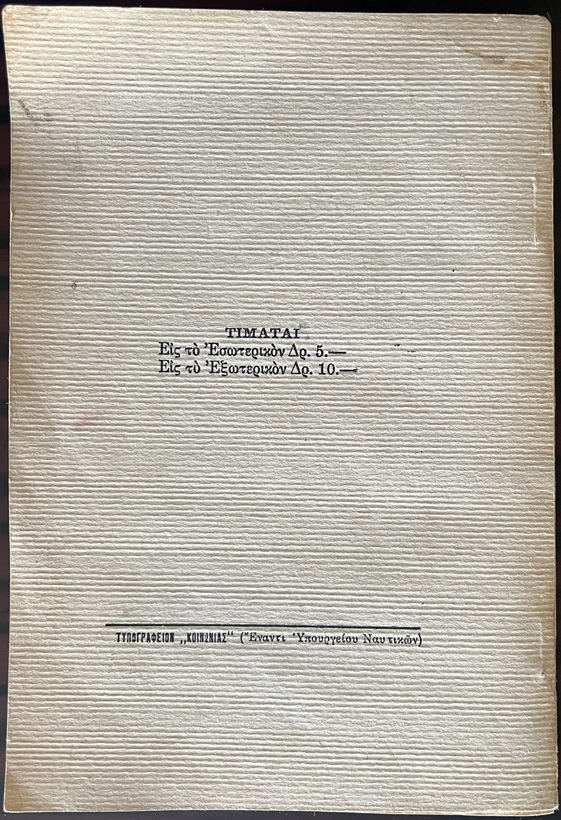 ΤΙΜΑΤΑΙ
Εἰς τὸ Ἐσωτερικὸν Δρ. 5.—
Εἰς τὸ Ἐξωτερικὸν Δρ. 10.—
ΤΥΠΟΓΡΑΦΕΙΟΝ ,,ΚΟΙΝΩΝΙΑΣ" (Ἔναντι Ὑπουργείου Ναυτικῶν)